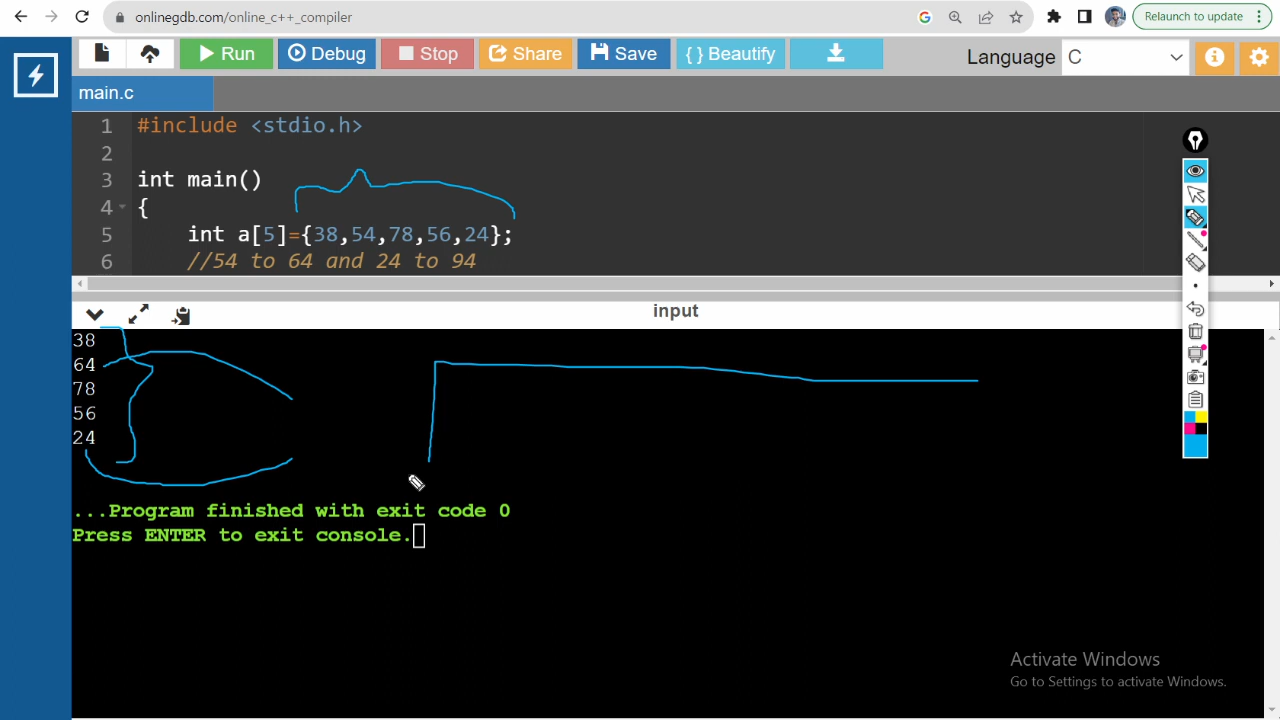 onlinegdb.com/online_c++_compiler
Relaunch to update
Run
Debug
Stop
Share
Save
{ } Beautify
Language
C
main.c
1 #include <stdio.h>
2
3 int main()
4 {
5 int a[5]={38,54,78,56,24};
6 //54 to 64 and 24 to 94
input
38
64
78
56
24
...Program finished with exit code 0
Press ENTER to exit console.
Activate Windows
Go to Settings to activate Windows.